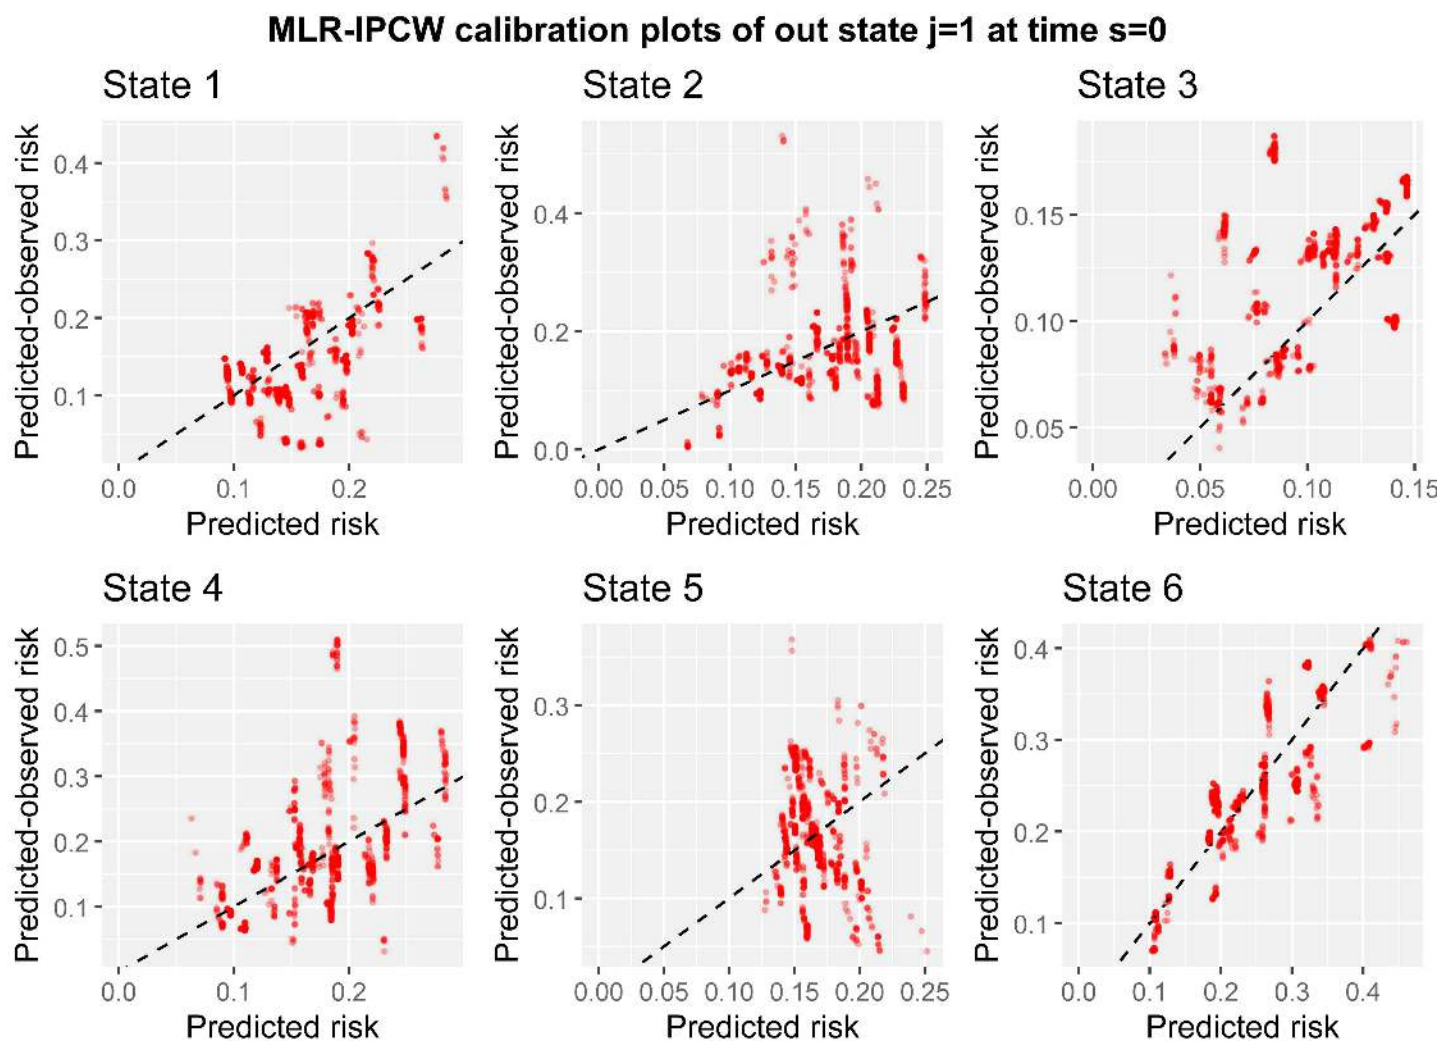 MLR-IPCW calibration plots of out state j=1 at time s=0
State 1
Predicted-observed risk
0.4
0.3
0.2
0.1
0.0 0.1 0.2
Predicted risk
State 2
Predicted-observed risk
0.4
0.2
0.0
0.00 0.05 0.10 0.15 0.20 0.25
Predicted risk
State 3
Predicted-observed risk
0.15
0.10
0.05
0.00 0.05 0.10 0.15
Predicted risk
State 4
Predicted-observed risk
0.5
0.4
0.3
0.2
0.1
0.0 0.1 0.2
Predicted risk
State 5
Predicted-observed risk
0.3
0.2
0.1
0.00 0.05 0.10 0.15 0.20 0.25
Predicted risk
State 6
Predicted-observed risk
0.4
0.3
0.2
0.1
0.0 0.1 0.2 0.3 0.4
Predicted risk